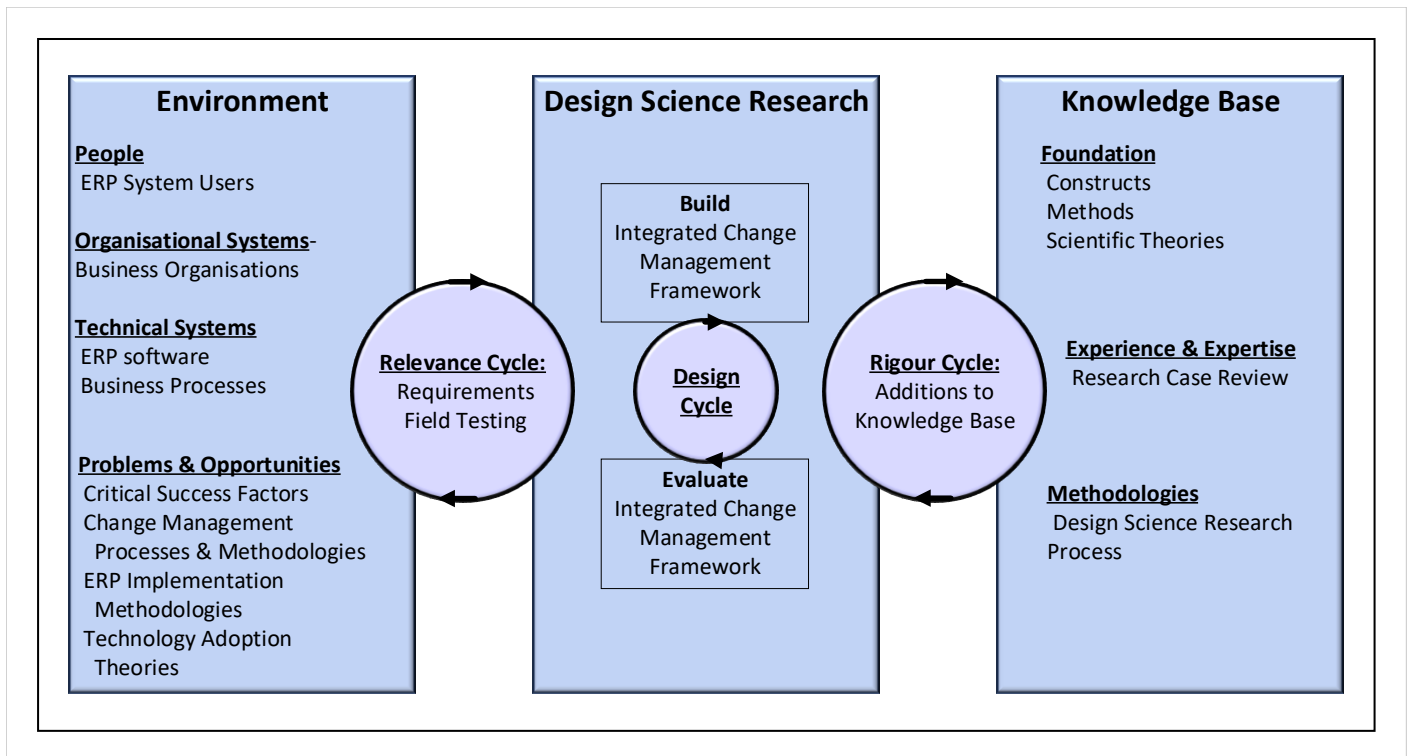 Environment
People
ERP System Users
Organisational Systems-
Business Organisations
Technical Systems
ERP software
Business Processes
Problems & Opportunities
Critical Success Factors
Change Management
Processes & Methodologies
ERP Implementation
Methodologies
Technology Adoption
Theories
Relevance Cycle:
Requirements
Field Testing
Design Science Research
Build
Integrated Change
Management
Framework
Design
Cycle
Evaluate
Integrated Change
Management
Framework
Rigour Cycle:
Additions to
Knowledge Base
Knowledge Base
Foundation
Constructs
Methods
Scientific Theories
Experience & Expertise
Research Case Review
Methodologies
Design Science Research
Process